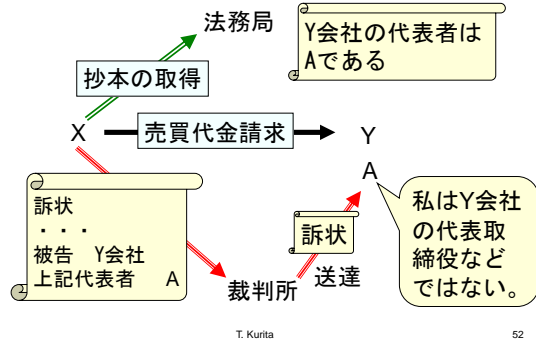 法務局
Y会社の代表者は
Aである
抄本の取得
X
売買代金請求
Y
A
訴状
・・・
被告　Y会社
上記代表者　　A
訴状
送達
裁判所
私はY会社
の代表取
締役など
ではない。
T. Kurita
52